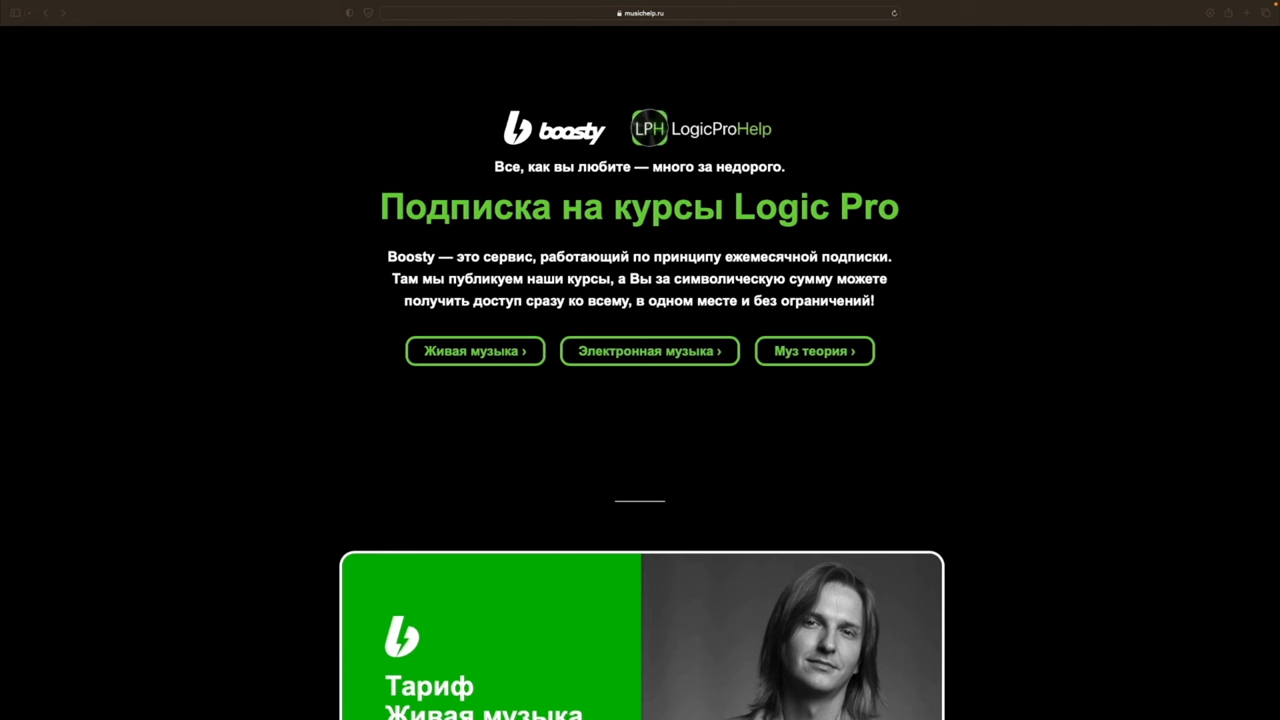 musichelp.ru
boosty
LPH LogicProHelp
Все, как вы любите — много за недорого.
Подписка на курсы Logic Pro
Boosty — это сервис, работающий по принципу ежемесячной подписки.
Там мы публикуем наши курсы, а Вы за символическую сумму можете
получить доступ сразу ко всему, в одном месте и без ограничений!
Живая музыка ›
Электронная музыка ›
Муз теория ›
Тариф
Живая музыка